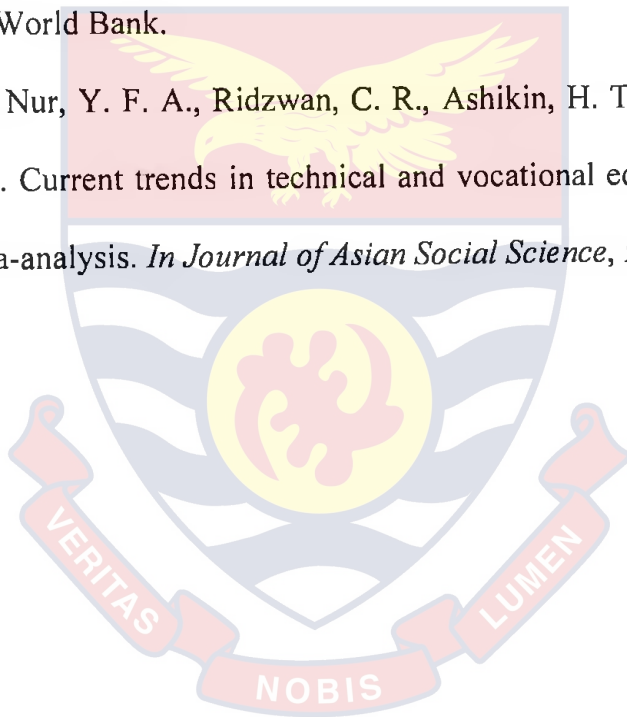 World Bank.
Nur, Y. F. A., Ridzwan, C. R., Ashikin, H. T
. Current trends in technical and vocational
a-analysis. In Journal of Asian Social Science,
VERITAS
NOBIS
LUMEN